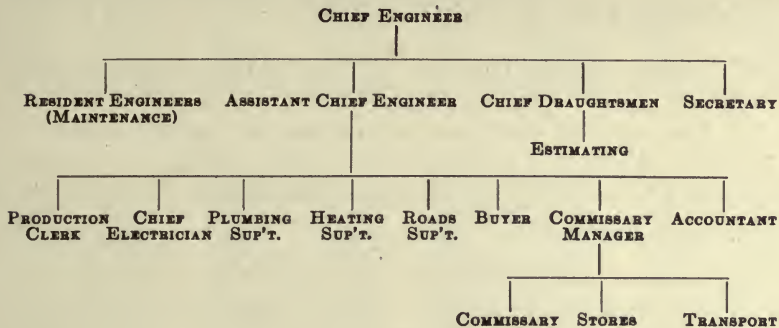 CHIEF ENGINEER
RESIDENT ENGINEERS (MAINTENANCE)
ASSISTANT CHIEF ENGINEER
CHIEF DRAUGHTSMEN
SECRETARY
ESTIMATING
PRODUCTION CLERK
CHIEF ELECTRICIAN
PLUMBING SUP'T.
HEATING SUP'T.
ROADS SUP'T.
BUYER
COMMISSARY MANAGER
ACCOUNTANT
COMMISSARY
STORES
TRANSPORT